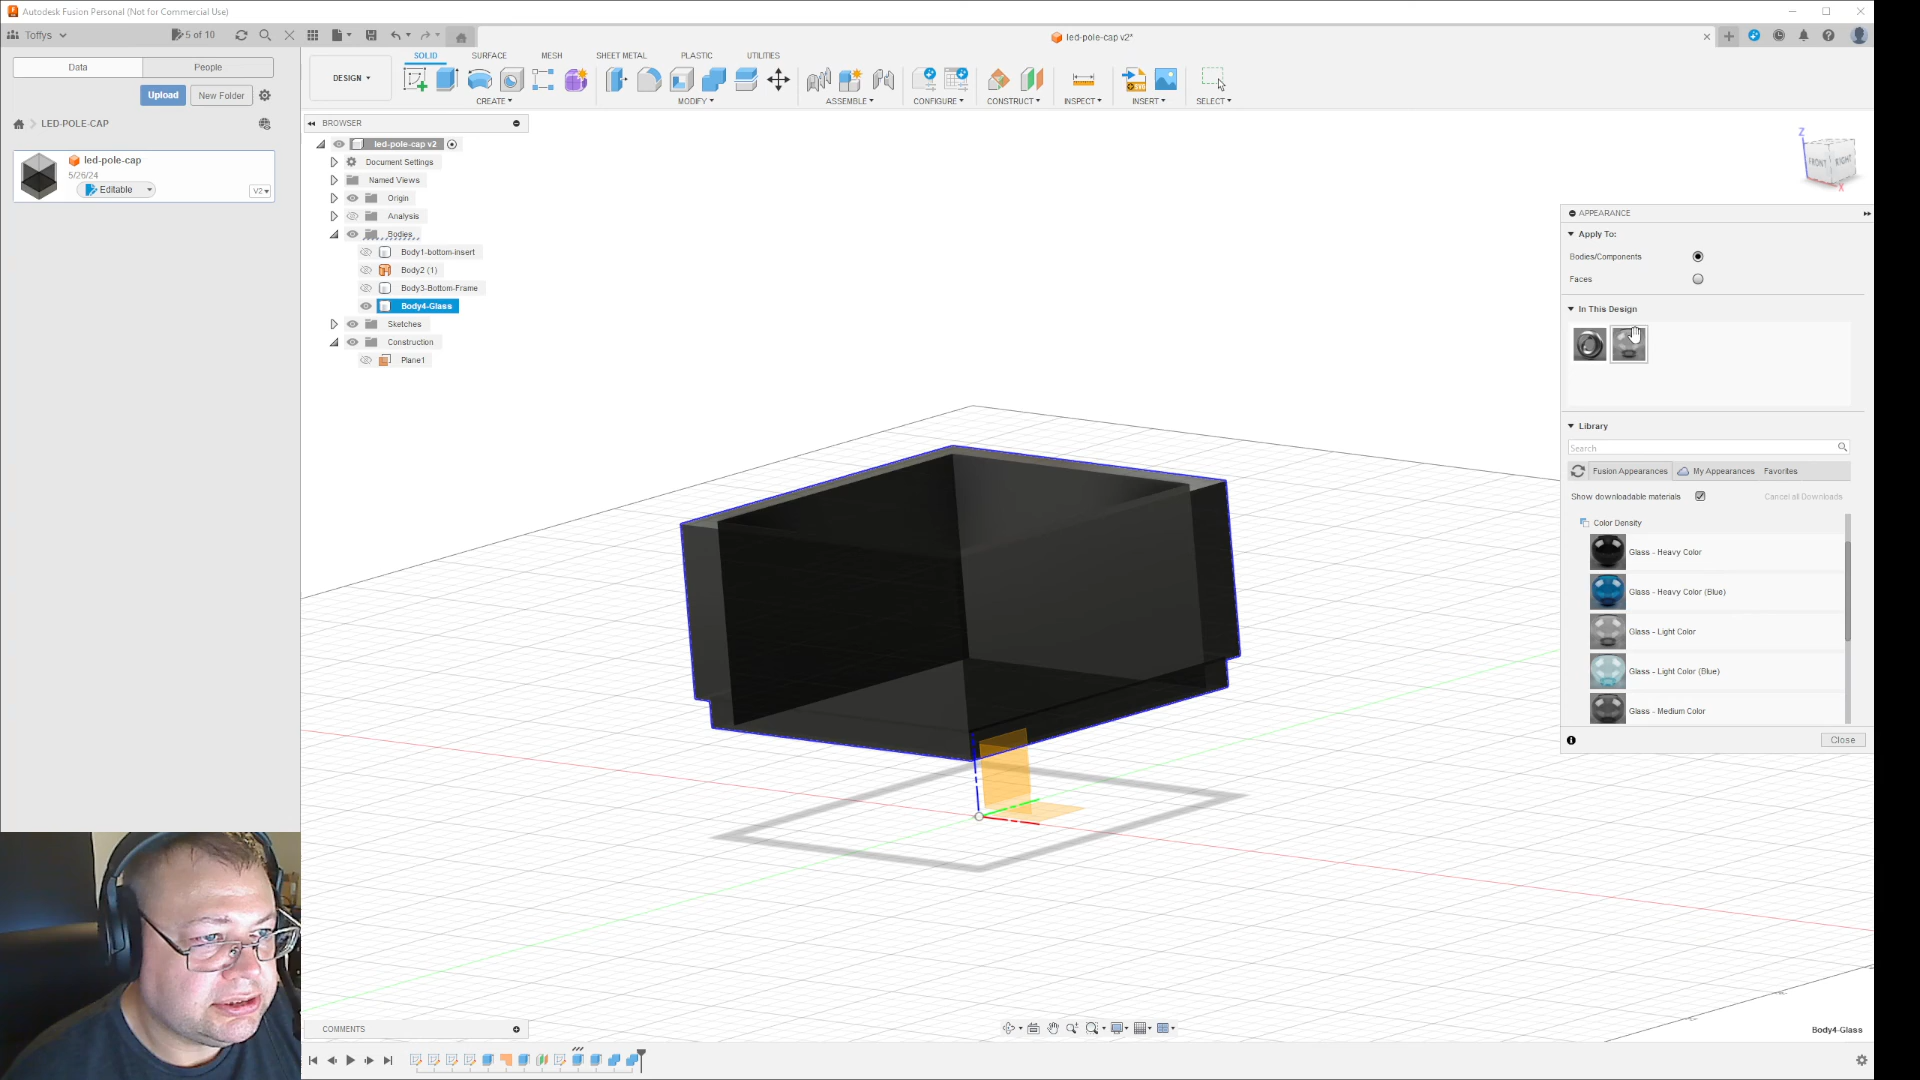 Autodesk Fusion Personal (Not for Commercial Use)
Toffys
5 of 10
led-pole-cap v2*
Data
People
Upload
New Folder
LED-POLE-CAP
led-pole-cap
5/26/24
Editable
V2
DESIGN
SOLID
SURFACE
MESH
SHEET METAL
PLASTIC
UTILITIES
CREATE
MODIFY
ASSEMBLE
CONFIGURE
CONSTRUCT
INSPECT
INSERT
SELECT
SVG
BROWSER
led-pole-cap v2
Document Settings
Named Views
Origin
Analysis
Bodies
Body1-bottom-insert
Body2 (1)
Body3-Bottom-Frame
Body4-Glass
Sketches
Construction
Plane1
Z
FRONT
RIGHT
X
APPEARANCE
Apply To:
Bodies/Components
Faces
In This Design
Library
Search
Fusion Appearances
My Appearances
Favorites
Show downloadable materials
Cancel all Downloads
Color Density
Glass - Heavy Color
Glass - Heavy Color (Blue)
Glass - Light Color
Glass - Light Color (Blue)
Glass - Medium Color
Close
COMMENTS
Body4-Glass